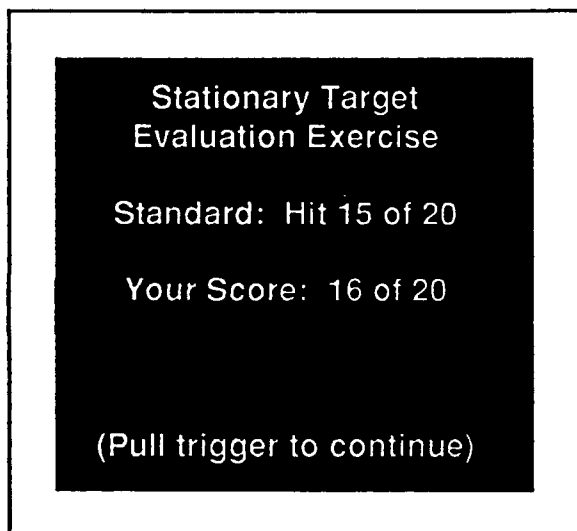 Stationary Target
Evaluation Exercise
Standard: Hit 15 of 20
Your Score: 16 of 20
(Pull trigger to continue)